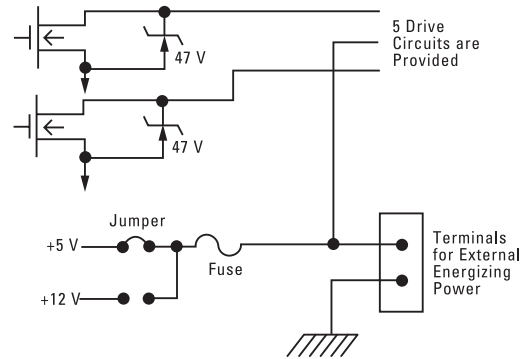 5 Drive
Circuits are
Provided
47 V
47 V
Jumper
+5 V
Fuse
+12 V
Terminals
for External
Energizing
Power